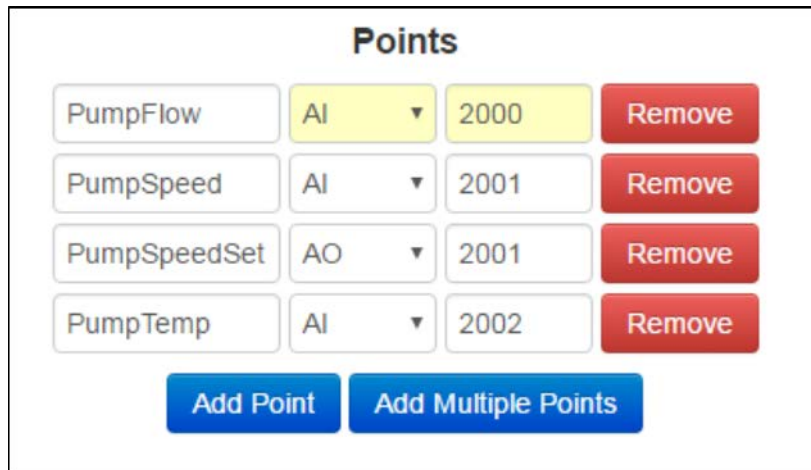 Points
PumpFlow AI 2000 Remove
PumpSpeed AI 2001 Remove
PumpSpeedSet AO 2001 Remove
PumpTemp AI 2002 Remove
Add Point Add Multiple Points